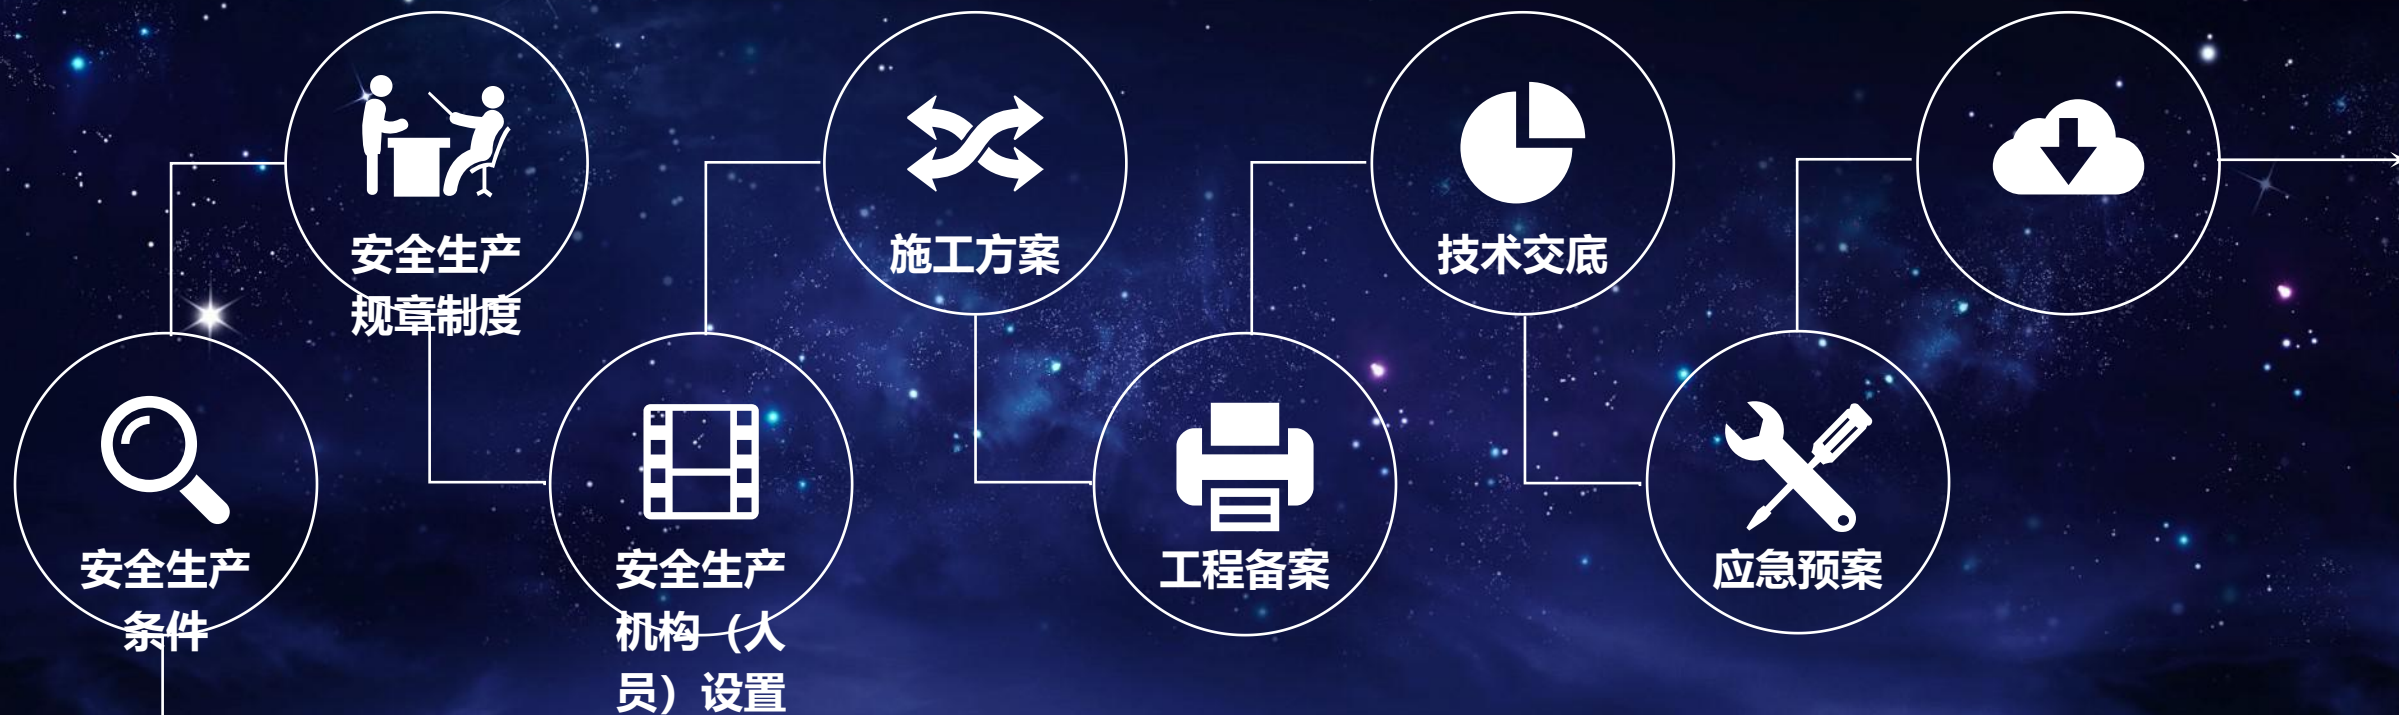 安全生产
条件
安全生产
规章制度
安全生产
机构（人
员）设置
施工方案
工程备案
技术交底
应急预案